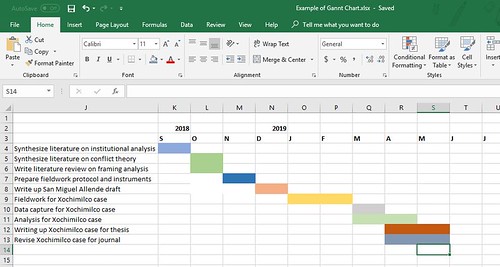 AutoSave Off
Example of Gannt Chart.xlsx - Saved
File Home Insert Page Layout Formulas Data Review View Help Tell me what you want to do
Cut
Copy
Format Painter
Paste
Calibri 11
Wrap Text
Merge & Center
General
Conditional Formatting
Format as Table
Cell Styles
Clipboard Font Alignment Number Styles
S14
J K L M N O P Q R S T U
1
2 2018 2019
3 S O N D J F M A M J J
4 Synthesize literature on institutional analysis
5 Synthesize literature on conflict theory
6 Write literature review on framing analysis
7 Prepare fieldwork protocol and instruments
8 Write up San Miguel Allende draft
9 Fieldwork for Xochimilco case
10 Data capture for Xochimilco case
11 Analysis for Xochimilco case
12 Writing up Xochimilco case for thesis
13 Revise Xochimilco case for journal
14
15